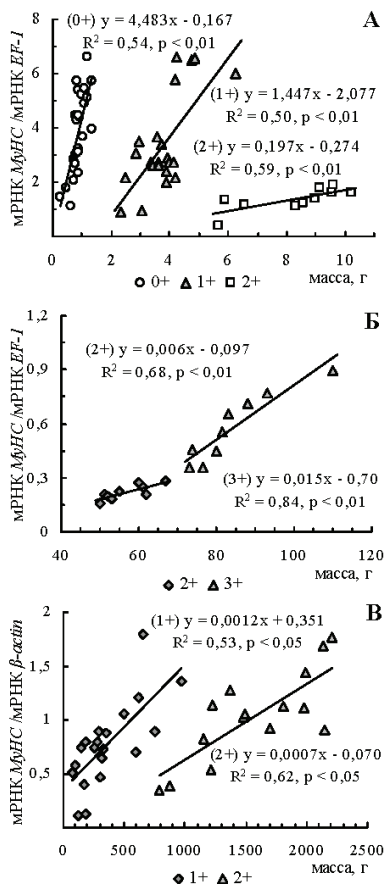 А
(0+) y = 4,483x - 0,167
R² = 0,54, p < 0,01
(1+) y = 1,447x - 2,077
R² = 0,50, p < 0,01
(2+) y = 0,197x - 0,274
R² = 0,59, p < 0,01
мРНК MyHC /мРНК EF-1
8
6
4
2
0 2 4 6 8 10
масса, г
0+ 1+ 2+
Б
(2+) y = 0,006x - 0,097
R² = 0,68, p < 0,01
(3+) y = 0,015x - 0,70
R² = 0,84, p < 0,01
мРНК MyHC /мРНК EF-1
1,2
0,9
0,6
0,3
0
40 60 80 100 120
масса, г
2+ 3+
В
(1+) y = 0,0012x + 0,351
R² = 0,53, p < 0,05
(2+) y = 0,0007x - 0,070
R² = 0,62, p < 0,05
мРНК MyHC /мРНК β-actin
2
1,5
1
0,5
0
0 500 1000 1500 2000 2500
масса, г
1+ 2+